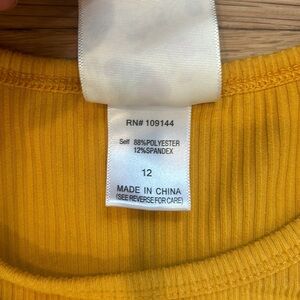 RN# 109144
Self 88%POLYESTER
12%SPANDEX
12
MADE IN CHINA
(SEE REVERSE FOR CARE)